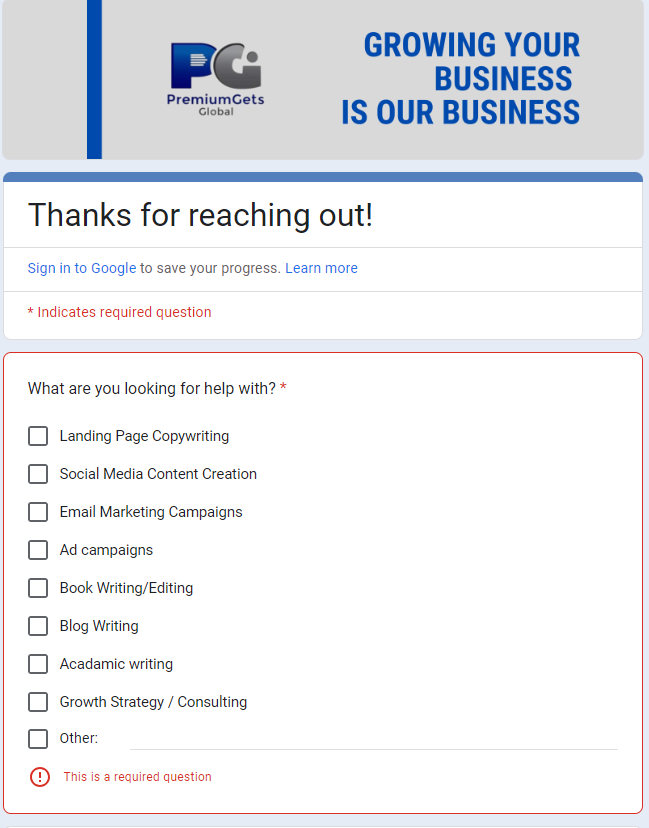 PG
PremiumGets
Global
GROWING YOUR
BUSINESS
IS OUR BUSINESS
Thanks for reaching out!
Sign in to Google to save your progress. Learn more
* Indicates required question
What are you looking for help with? *
Landing Page Copywriting
Social Media Content Creation
Email Marketing Campaigns
Ad campaigns
Book Writing/Editing
Blog Writing
Acadamic writing
Growth Strategy / Consulting
Other:
This is a required question